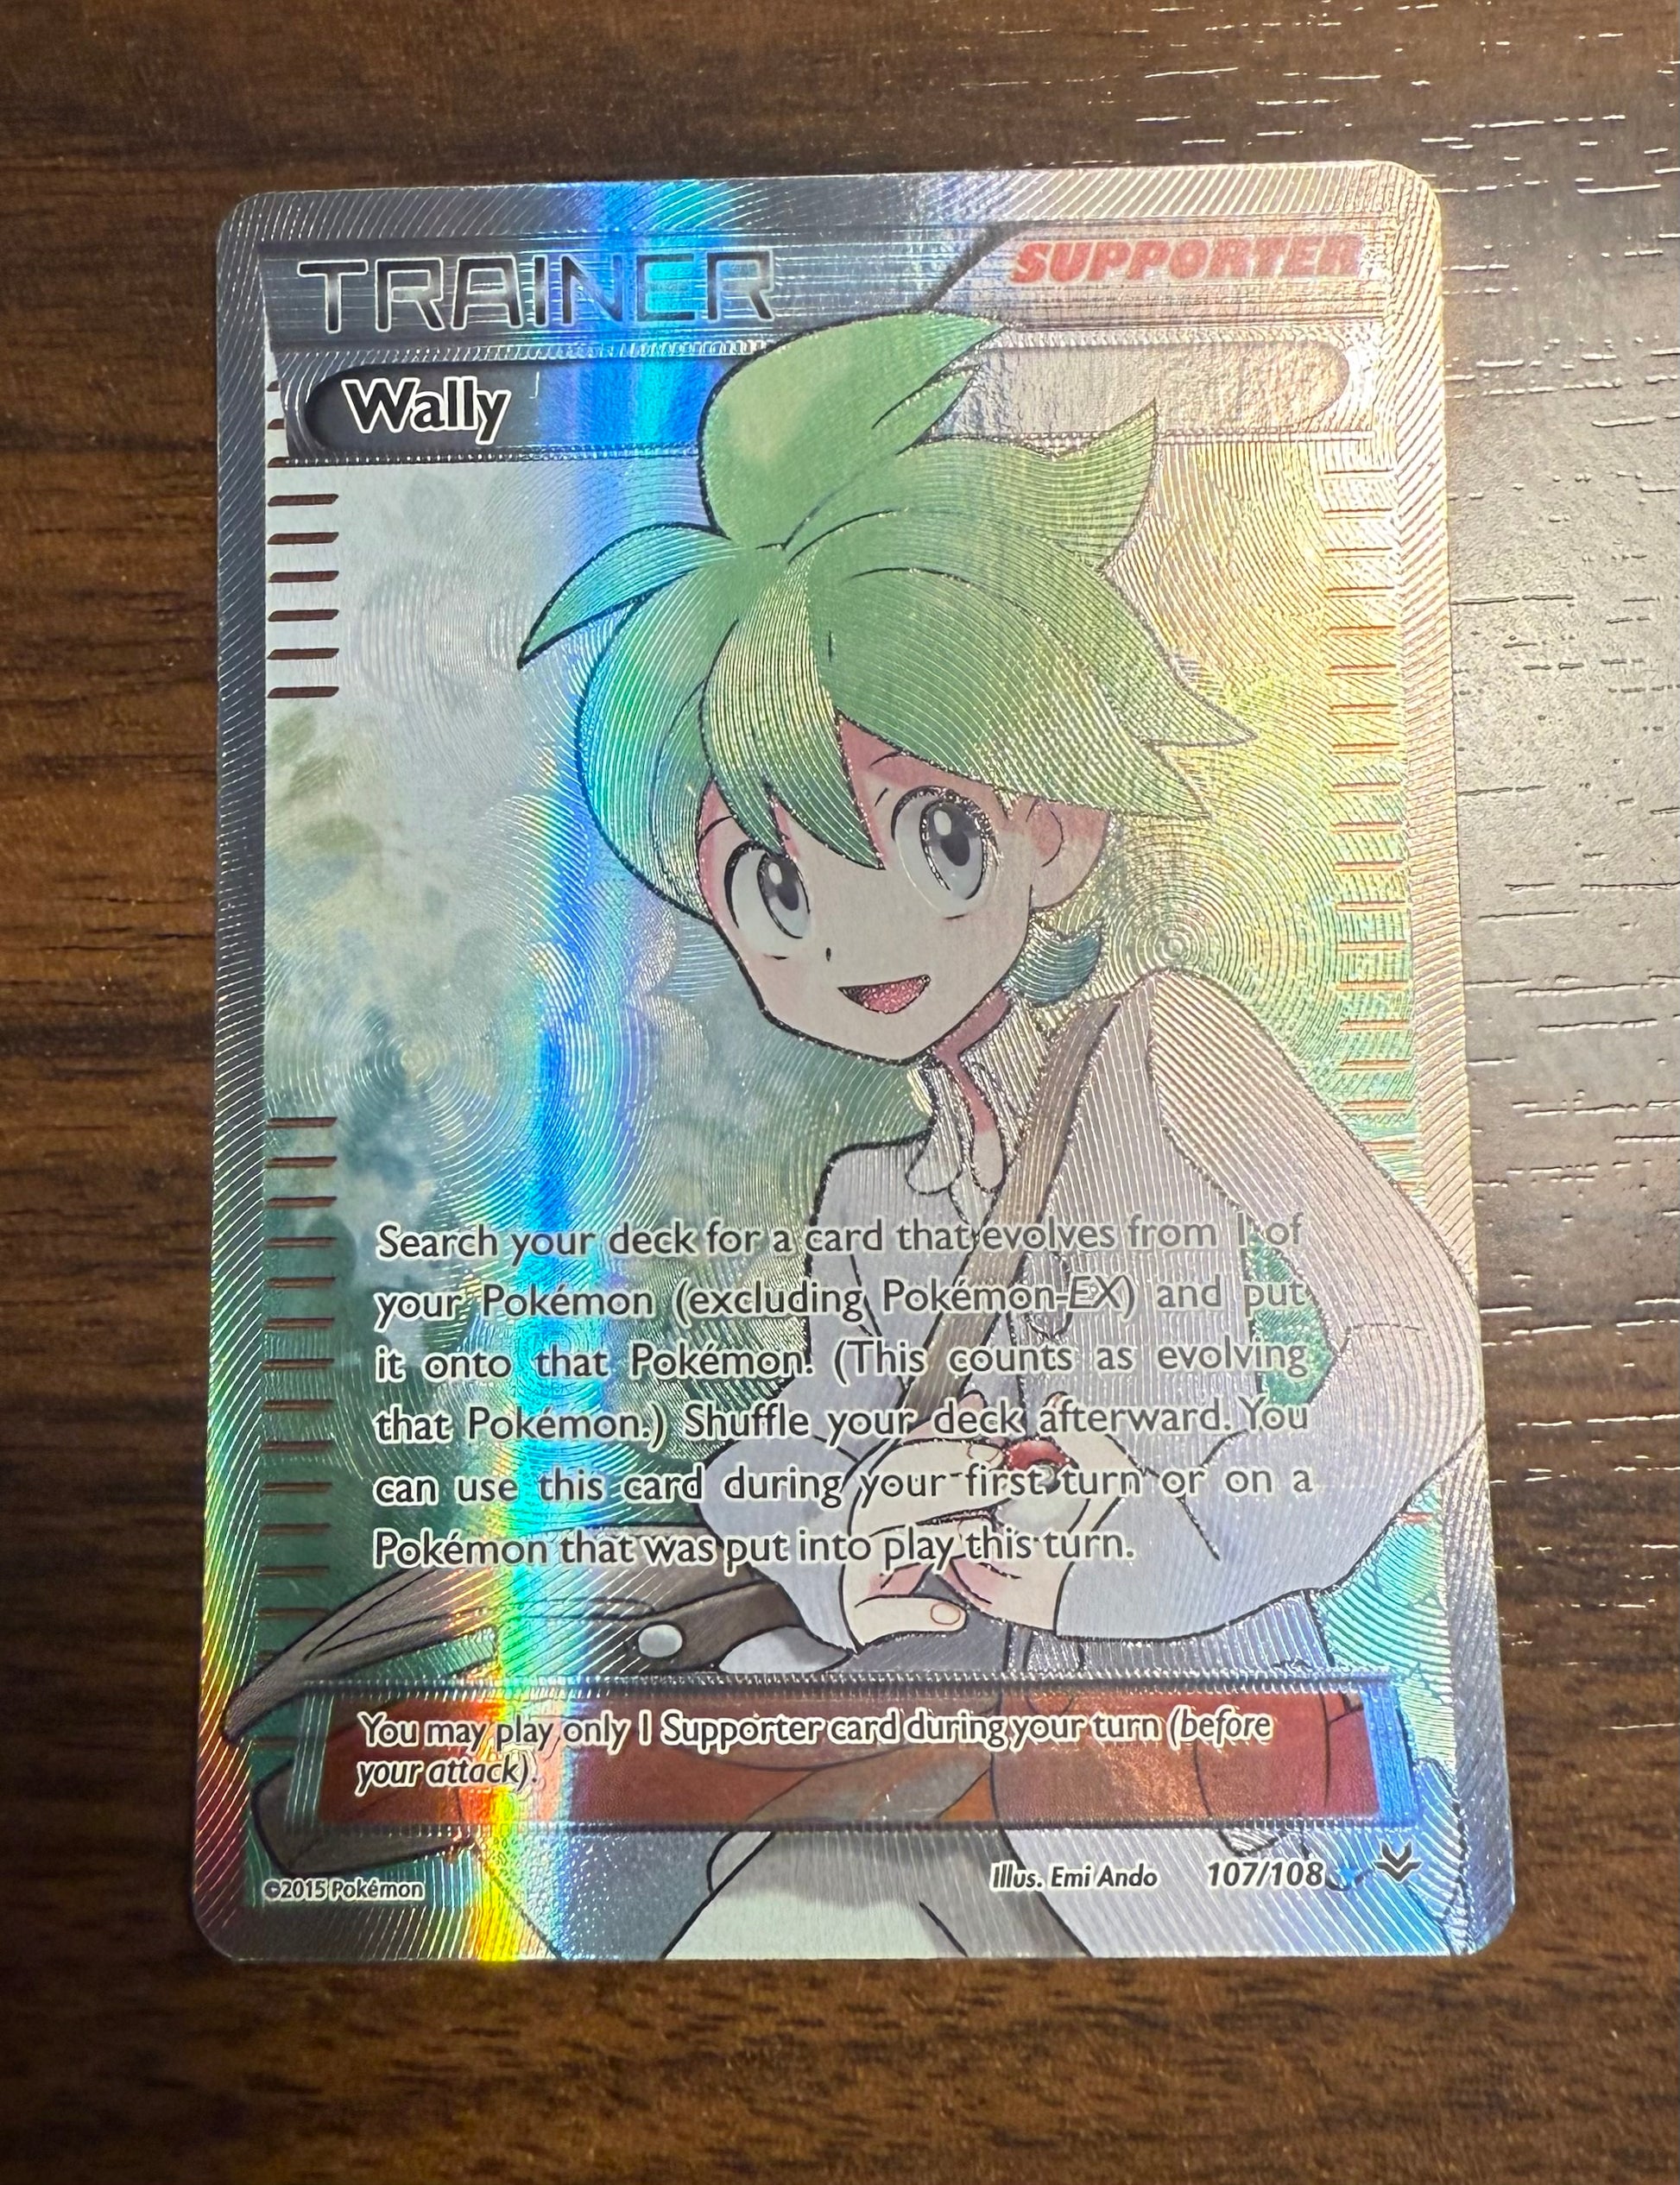 TRAINER SUPPORTER
Wally
Search your deck for a card that evolves from 1 of
your Pokémon (excluding Pokémon-EX) and put
it onto that Pokémon. (This counts as evolving
that Pokémon.) Shuffle your deck afterward. You
can use this card during your first turn or on a
Pokémon that was put into play this turn.
You may play only 1 Supporter card during your turn (before
your attack).
©2015 Pokémon Illus. Emi Ando 107/108